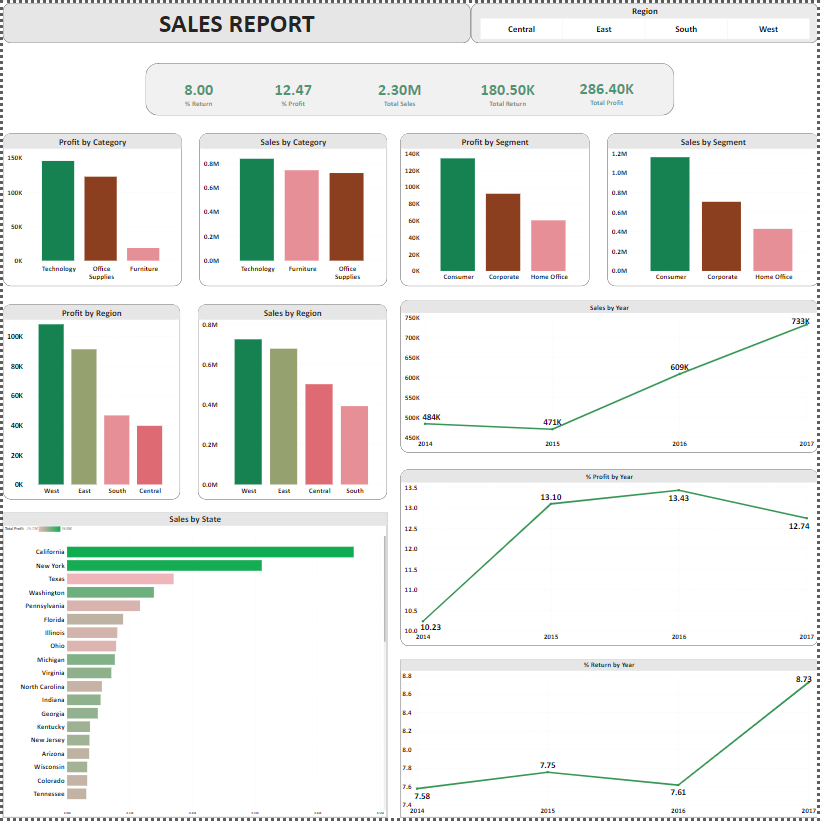 SALES REPORT
Region
Central East South West
8.00 12.47 2.30M 180.50K 286.40K
% Return % Profit Total Sales Total Return Total Profit
Profit by Category
150K
100K
50K
0K
Technology Office Supplies Furniture
Sales by Category
0.8M
0.6M
0.4M
0.2M
0.0M
Technology Furniture Office Supplies
Profit by Segment
140K
120K
100K
80K
60K
40K
20K
0K
Consumer Corporate Home Office
Sales by Segment
1.2M
1.0M
0.8M
0.6M
0.4M
0.2M
0.0M
Consumer Corporate Home Office
Profit by Region
100K
80K
60K
40K
20K
0K
West East South Central
Sales by Region
0.8M
0.6M
0.4M
0.2M
0.0M
West East Central South
Sales by Year
750K
700K
650K
600K
550K
500K
450K
484K 471K 609K 733K
2014 2015 2016 2017
% Profit by Year
13.5
13.0
12.5
12.0
11.5
11.0
10.5
10.0
10.23 13.10 13.43 12.74
2014 2015 2016 2017
Sales by State
Total Profit
California
New York
Texas
Washington
Pennsylvania
Florida
Illinois
Ohio
Michigan
Virginia
North Carolina
Indiana
Georgia
Kentucky
New Jersey
Arizona
Wisconsin
Colorado
Tennessee
% Return by Year
8.8
8.6
8.4
8.2
8.0
7.8
7.6
7.4
7.58 7.75 7.61 8.73
2014 2015 2016 2017